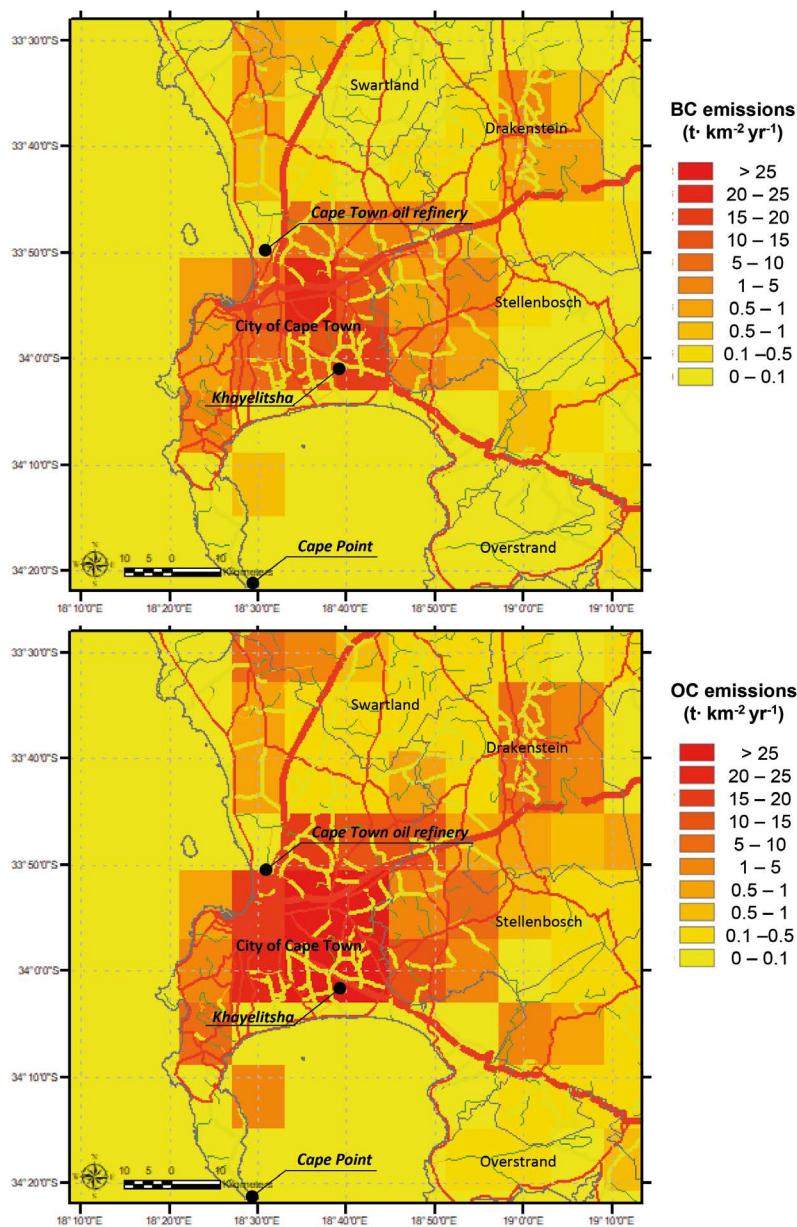 33°30'0"S
Swartland
Drakenstein
33°40'0"S
Cape Town oil refinery
33°50'0"S
City of Cape Town
Stellenbosch
34°0'0"S
Khayelitsha
34°10'0"S
Cape Point
Overstrand
10 5 0 10
Kilometers
34°20'0"S
18°10'0"E 18°20'0"E 18°30'0"E 18°40'0"E 18°50'0"E 19°0'0"E 19°10'0"E
BC emissions
(t· km-2 yr-1)
> 25
20 – 25
15 – 20
10 – 15
5 – 10
1 – 5
0.5 – 1
0.5 – 1
0.1 –0.5
0 – 0.1
33°30'0"S
Swartland
Drakenstein
33°40'0"S
Cape Town oil refinery
33°50'0"S
Stellenbosch
City of Cape Town
34°0'0"S
Khayelitsha
34°10'0"S
Cape Point
Overstrand
10 5 0 10
Kilometers
34°20'0"S
18°10'0"E 18°20'0"E 18°30'0"E 18°40'0"E 18°50'0"E 19°0'0"E 19°10'0"E
OC emissions
(t· km-2 yr-1)
> 25
20 – 25
15 – 20
10 – 15
5 – 10
1 – 5
0.5 – 1
0.5 – 1
0.1 –0.5
0 – 0.1